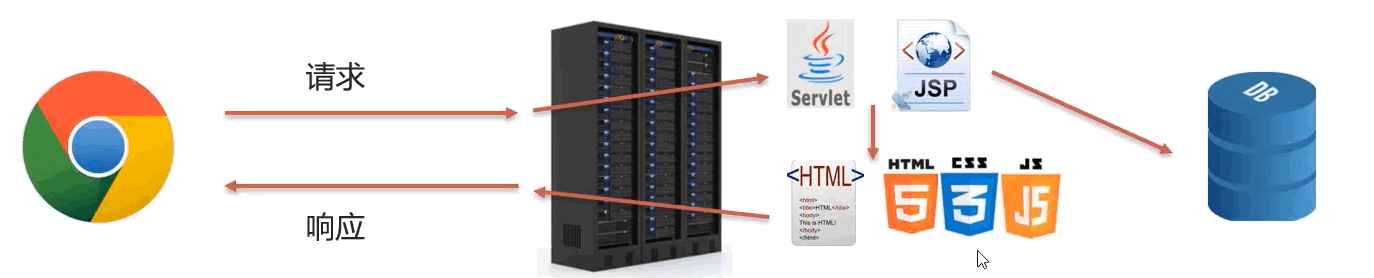 请求
响应
Servlet
JSP
<HTML>
<html>
<title>HTML</title>
<body>
This is HTML!
</body>
</html>
HTML
5
CSS
3
JS
JS
DB